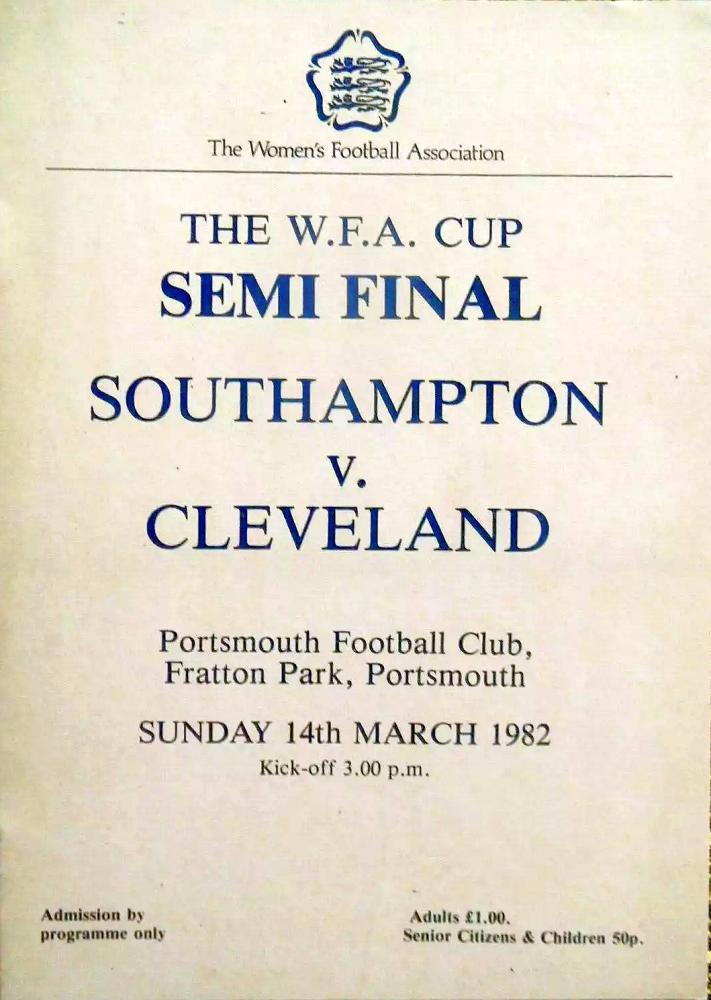 The Women's Football Association
THE W.F.A. CUP
SEMI FINAL
SOUTHAMPTON
V.
CLEVELAND
Portsmouth Football Club,
Fratton Park, Portsmouth
SUNDAY 14th MARCH 1982
Kick-off 3.00 p.m.
Admission by
programme only
Adults £1.00.
Senior Citizens & Children 50p.